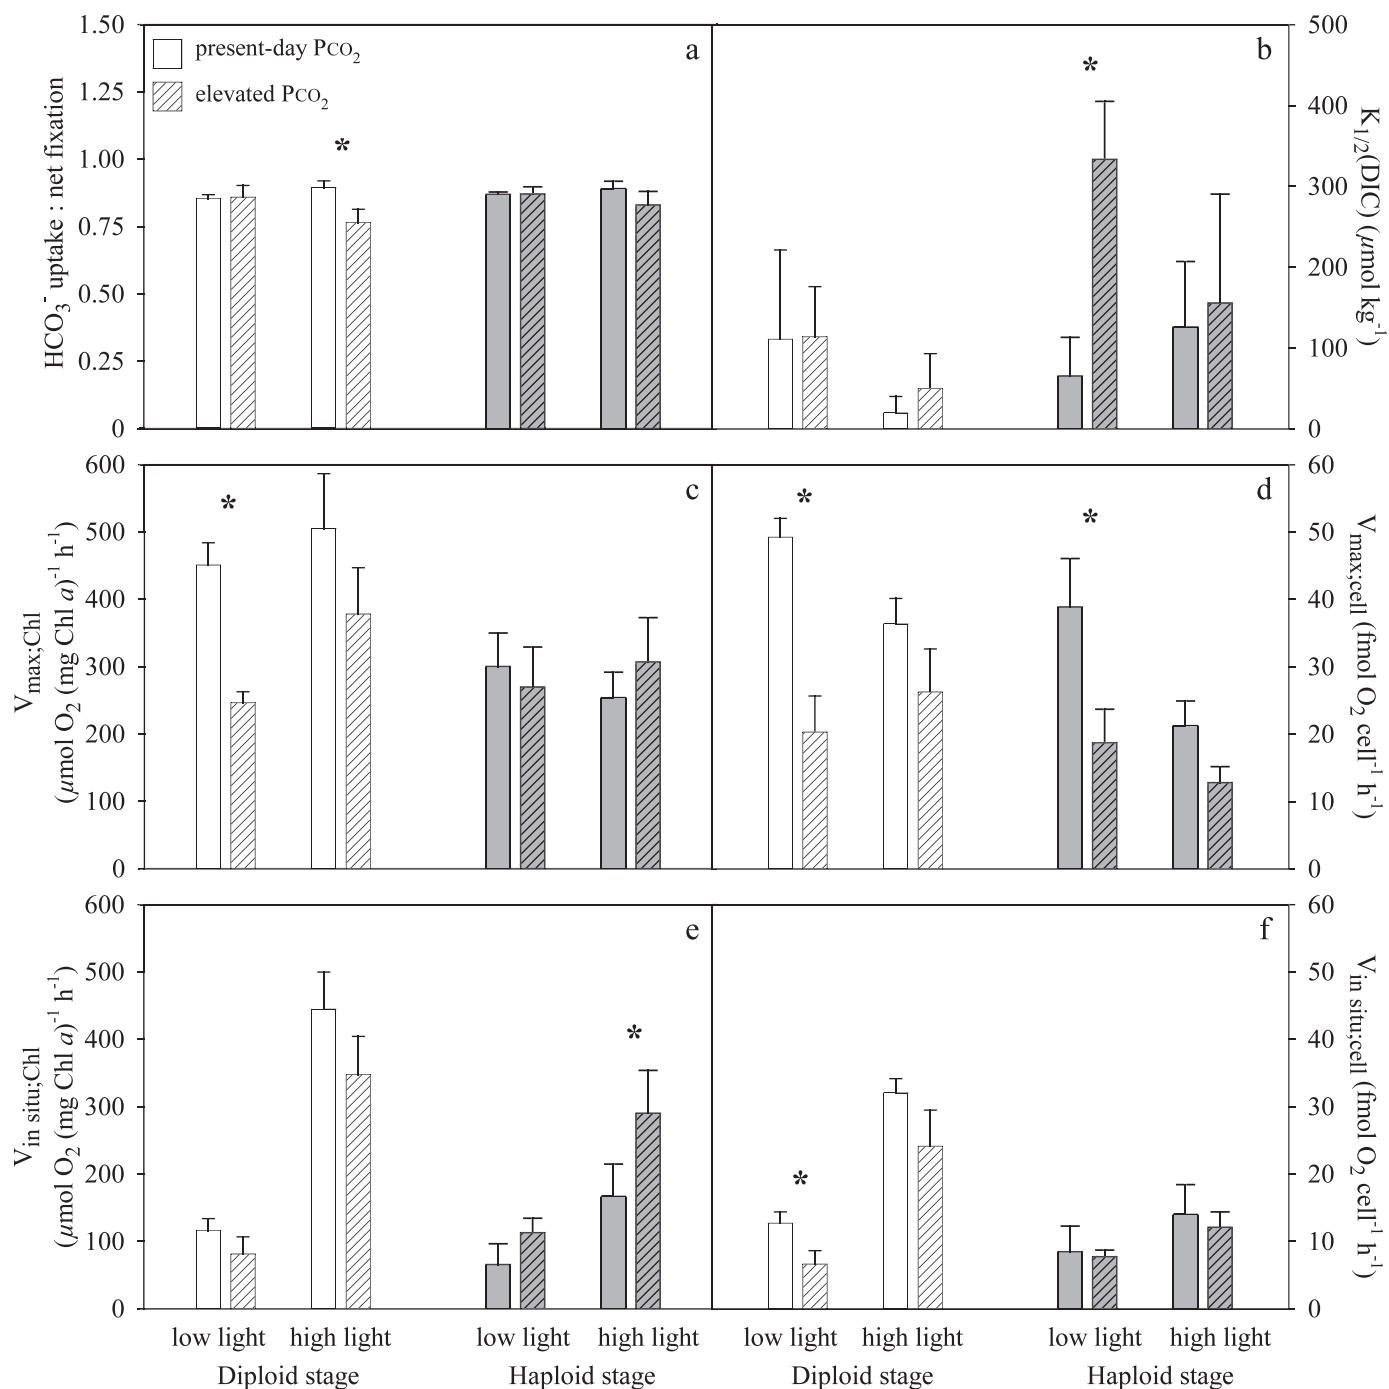 present-day PCO2
elevated PCO2
a
HCO3- uptake : net fixation
1.50
1.25
1.00
0.75
0.50
0.25
0
*
b
K1/2(DIC) (µmol kg-1)
500
400
300
200
100
0
*
c
Vmax;Chl
(µmol O2 (mg Chl a)-1 h-1)
600
500
400
300
200
100
0
*
d
Vmax;cell (fmol O2 cell-1 h-1)
60
50
40
30
20
10
0
* *
e
Vin situ;Chl
(µmol O2 (mg Chl a)-1 h-1)
600
500
400
300
200
100
0
*
f
Vin situ;cell (fmol O2 cell-1 h-1)
60
50
40
30
20
10
0
*
low light high light low light high light low light high light low light high light
Diploid stage Haploid stage Diploid stage Haploid stage